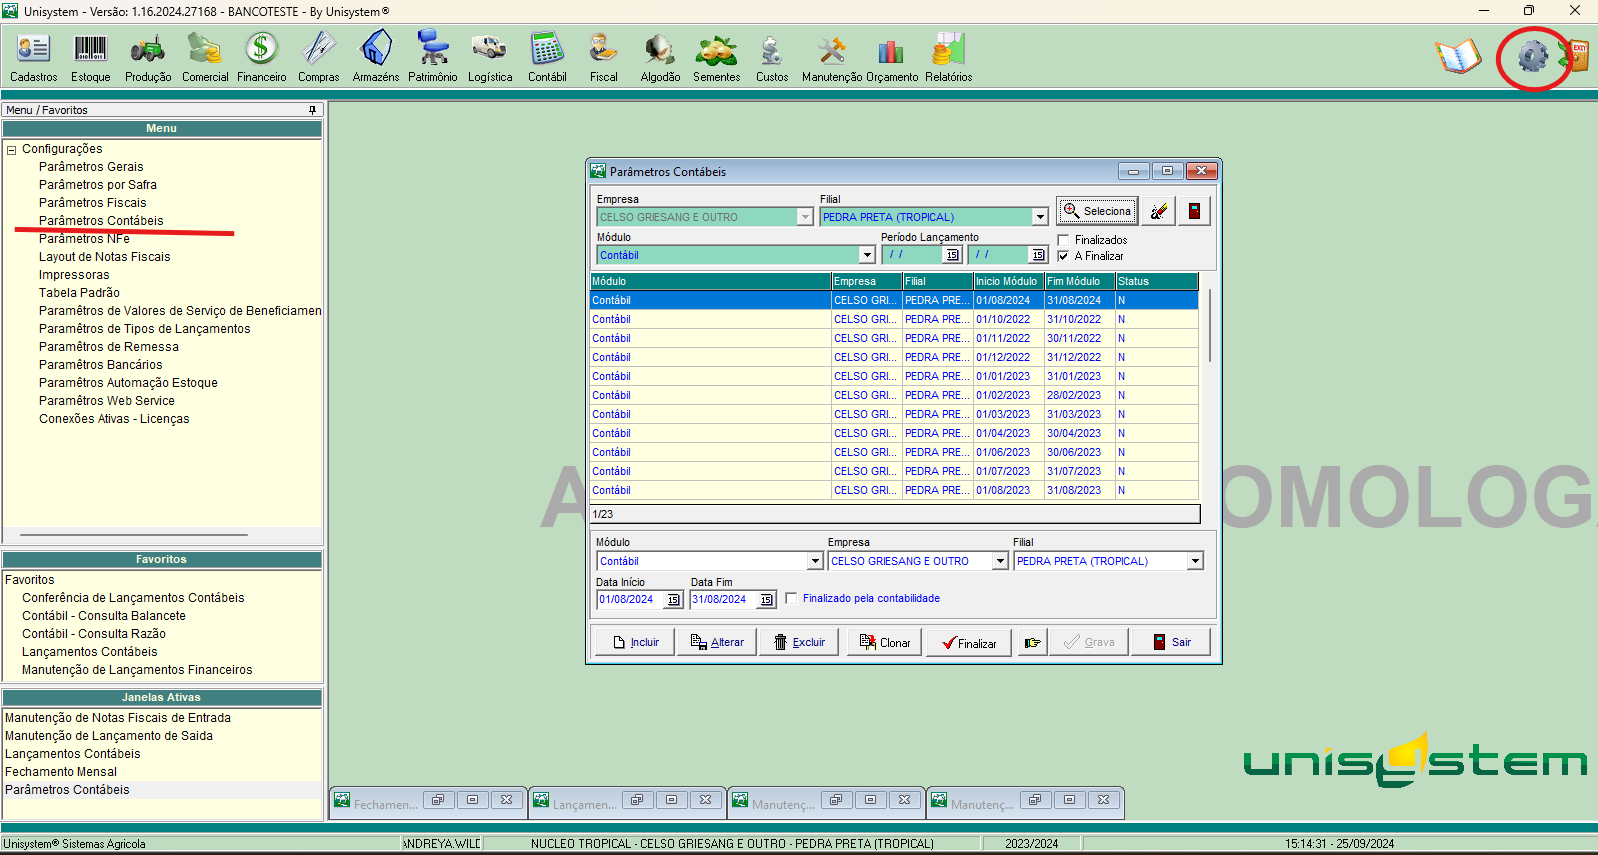 Unisystem - Versão: 1.16.2024.27168 - BANCOTESTE - By Unisystem®
Cadastros Estoque Produção Comercial Financeiro Compras Armazéns Patrimônio Logística Contábil Fiscal Algodão Sementes Custos Manutenção Orçamento Relatórios
EXIT
Menu / Favoritos
Menu
Configurações
Parâmetros Gerais
Parâmetros por Safra
Parâmetros Fiscais
Parâmetros Contábeis
Parâmetros NFe
Layout de Notas Fiscais
Impressoras
Tabela Padrão
Paramêtros de Valores de Serviço de Beneficiamen
Paramêtros de Tipos de Lançamentos
Paramêtros de Remessa
Paramêtros Bancários
Paramêtros Automação Estoque
Paramêtros Web Service
Conexões Ativas - Licenças
Favoritos
Favoritos
Conferência de Lançamentos Contábeis
Contábil - Consulta Balancete
Contábil - Consulta Razão
Lançamentos Contábeis
Manutenção de Lançamentos Financeiros
Janelas Ativas
Manutenção de Notas Fiscais de Entrada
Manutenção de Lançamento de Saida
Lançamentos Contábeis
Fechamento Mensal
Parâmetros Contábeis
Parâmetros Contábeis
Empresa Filial
CELSO GRIESANG E OUTRO PEDRA PRETA (TROPICAL) Seleciona
Módulo Período Lançamento Finalizados
Contábil / / 15 / / 15 A Finalizar
Módulo Empresa Filial Inicio Módulo Fim Módulo Status
Contábil CELSO GRI... PEDRA PRE... 01/08/2024 31/08/2024 N
Contábil CELSO GRI... PEDRA PRE... 01/10/2022 31/10/2022 N
Contábil CELSO GRI... PEDRA PRE... 01/11/2022 30/11/2022 N
Contábil CELSO GRI... PEDRA PRE... 01/12/2022 31/12/2022 N
Contábil CELSO GRI... PEDRA PRE... 01/01/2023 31/01/2023 N
Contábil CELSO GRI... PEDRA PRE... 01/02/2023 28/02/2023 N
Contábil CELSO GRI... PEDRA PRE... 01/03/2023 31/03/2023 N
Contábil CELSO GRI... PEDRA PRE... 01/04/2023 30/04/2023 N
Contábil CELSO GRI... PEDRA PRE... 01/06/2023 30/06/2023 N
Contábil CELSO GRI... PEDRA PRE... 01/07/2023 31/07/2023 N
Contábil CELSO GRI... PEDRA PRE... 01/08/2023 31/08/2023 N
1/23
Módulo Empresa Filial
Contábil CELSO GRIESANG E OUTRO PEDRA PRETA (TROPICAL)
Data Início Data Fim
01/08/2024 15 31/08/2024 15 Finalizado pela contabilidade
Incluir Alterar Excluir Clonar Finalizar Grava Sair
A OMOLOG
unisystem
Fechamen... Lançamen... Manutenç... Manutenç...
Unisystem® Sistemas Agricola ANDREYA.WILD NUCLEO TROPICAL - CELSO GRIESANG E OUTRO - PEDRA PRETA (TROPICAL) 2023/2024 15:14:31 - 25/09/2024